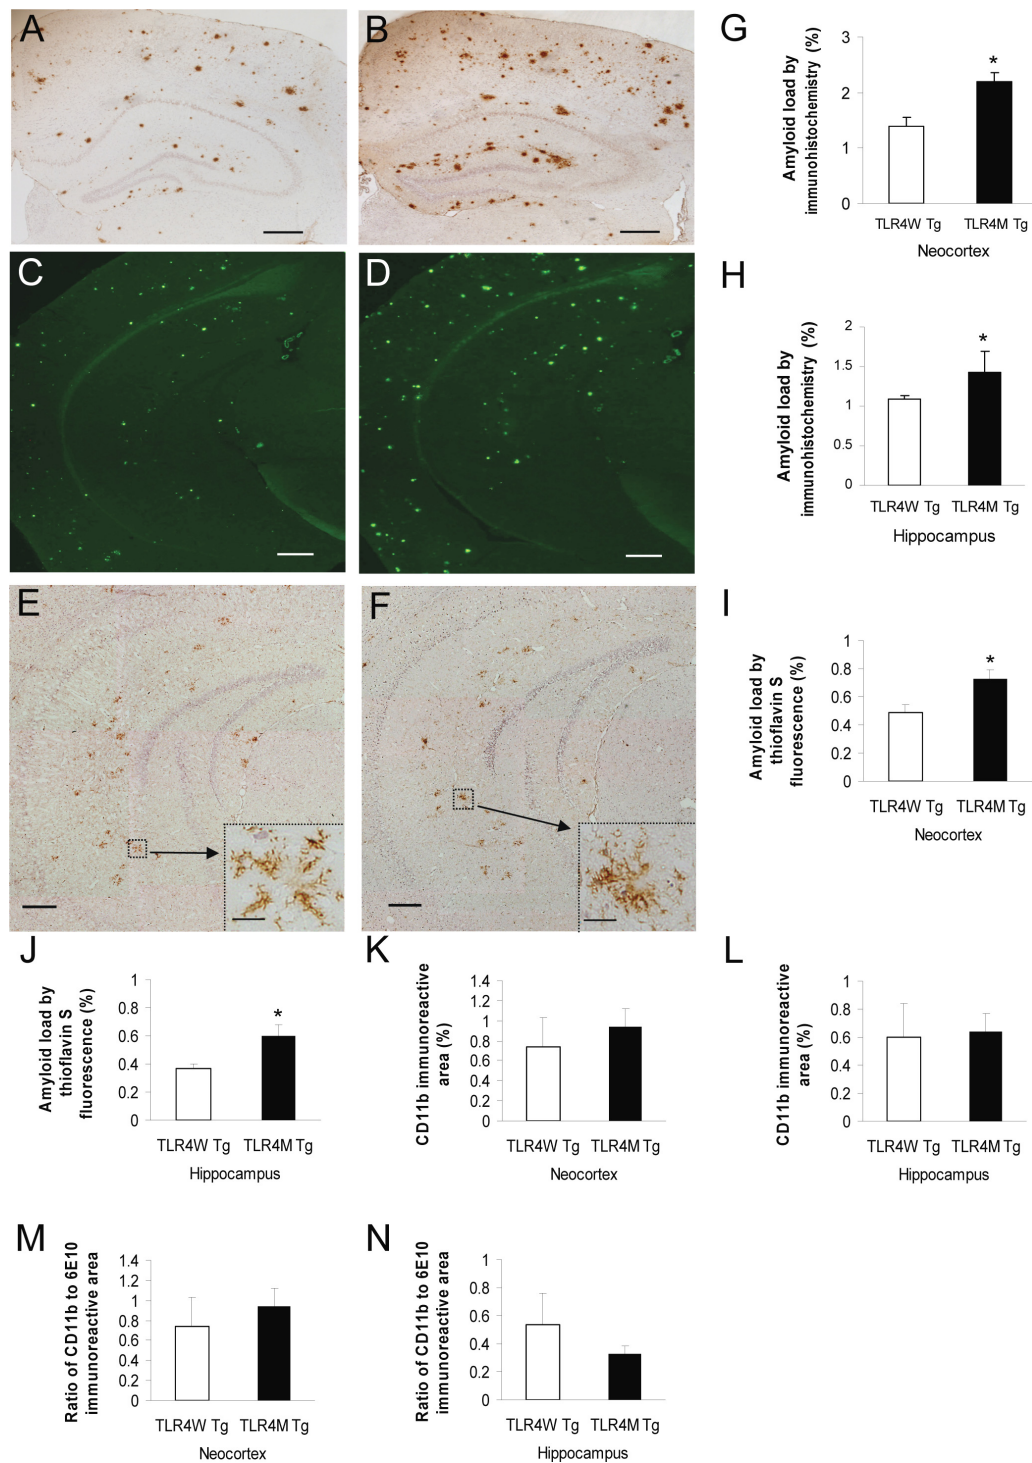 A
B
G
Amyloid load by
immunohistochemistry (%)
3
2
1
0
*
TLR4W Tg TLR4M Tg
Neocortex
C
D
H
Amyloid load by
immunohistochemistry (%)
2
1.5
1
0.5
0
*
TLR4W Tg TLR4M Tg
Hippocampus
E
F
I
Amyloid load by
thioflavin S
fluorescence (%)
1
0.8
0.6
0.4
0.2
0
*
TLR4W Tg TLR4M Tg
Neocortex
J
Amyloid load by
thioflavin S
fluorescence (%)
1
0.8
0.6
0.4
0.2
0
*
TLR4W Tg TLR4M Tg
Hippocampus
K
CD11b immunoreactive
area (%)
1.4
1.2
1
0.8
0.6
0.4
0.2
0
TLR4W Tg TLR4M Tg
Neocortex
L
CD11b immunoreactive
area (%)
1
0.8
0.6
0.4
0.2
0
TLR4W Tg TLR4M Tg
Hippocampus
M
Ratio of CD11b to 6E10
immunoreactive area
1.4
1.2
1
0.8
0.6
0.4
0.2
0
TLR4W Tg TLR4M Tg
Neocortex
N
Ratio of CD11b to 6E10
immunoreactive area
1
0.8
0.6
0.4
0.2
0
TLR4W Tg TLR4M Tg
Hippocampus